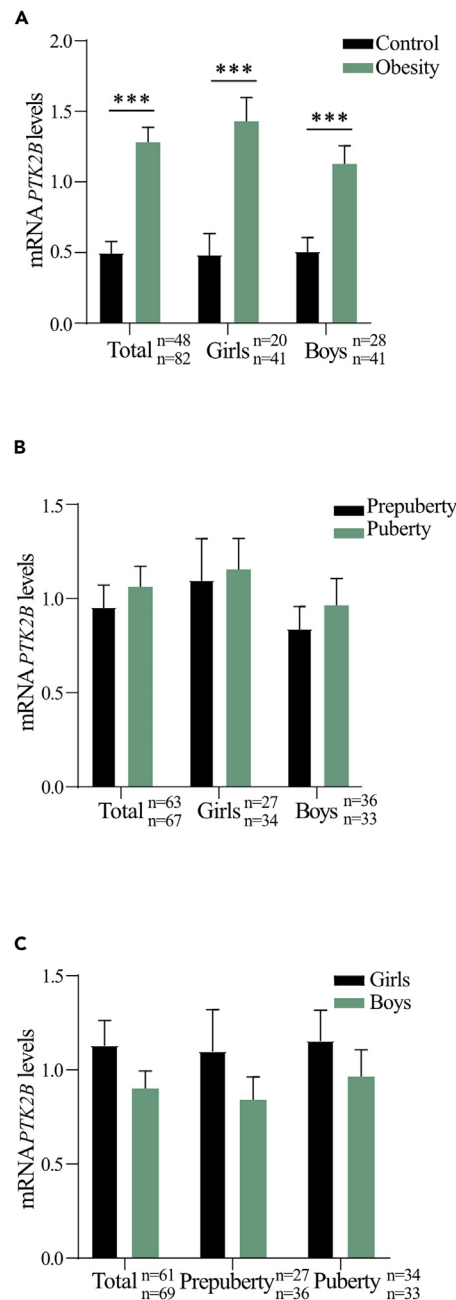 A
2.0
Control
Obesity
***
***
***
1.5
1.0
0.5
0.0
mRNA PTK2B levels
Total n=48 Girls n=20 Boys n=28
n=82 n=41 n=41
B
1.5
Prepuberty
Puberty
1.0
0.5
0.0
mRNA PTK2B levels
Total n=63 Girls n=27 Boys n=36
n=67 n=34 n=33
C
1.5
Girls
Boys
1.0
0.5
0.0
mRNA PTK2B levels
Total n=61 Prepuberty n=27 Puberty n=34
n=69 n=36 n=33